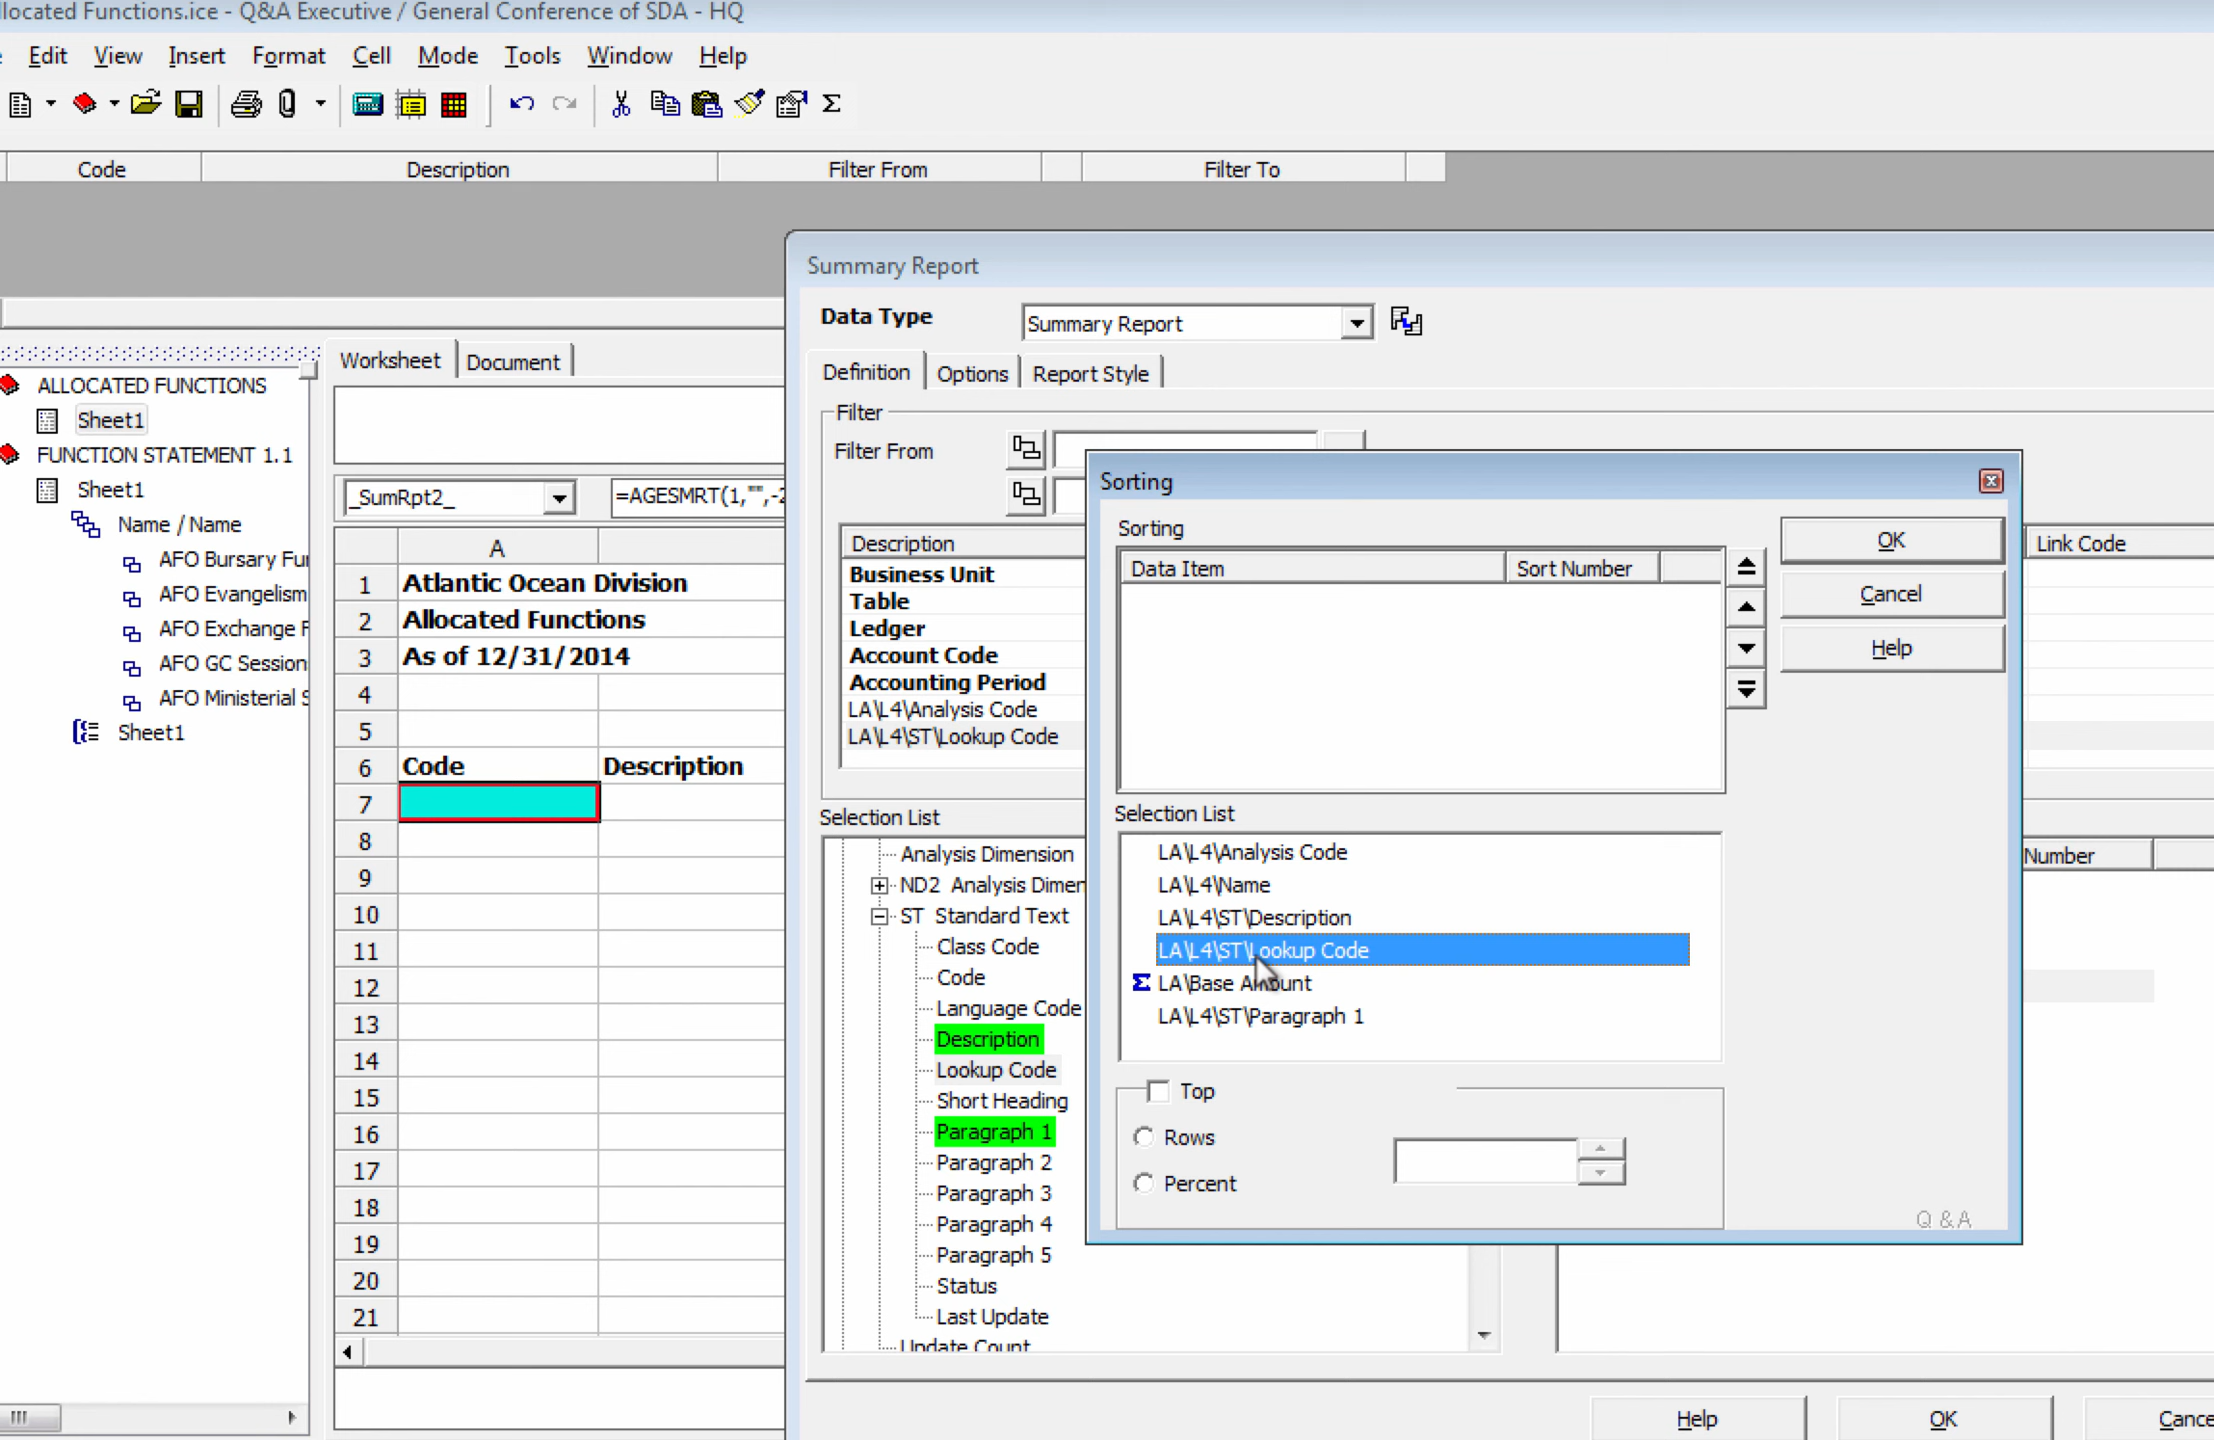 llocated Functions.ice - Q&A Executive / General Conference of SDA - HQ
Edit View Insert Format Cell Mode Tools Window Help
Code Description Filter From Filter To
Summary Report
Data Type Summary Report
Definition Options Report Style
Filter
Filter From
Worksheet Document
ALLOCATED FUNCTIONS
Sheet1
FUNCTION STATEMENT 1.1
Sheet1
Name / Name
AFO Bursary Fu
AFO Evangelism
AFO Exchange F
AFO GC Session
AFO Ministerial S
Sheet1
_SumRpt2_ =AGESMRT(1,"",-2
A
1 Atlantic Ocean Division
2 Allocated Functions
3 As of 12/31/2014
4
5
6 Code Description
7
8
9
10
11
12
13
14
15
16
17
18
19
20
21
Description Link Code
Business Unit
Table
Ledger
Account Code
Accounting Period
LA\L4\Analysis Code
LA\L4\ST\Lookup Code
Selection List
Analysis Dimension
ND2 Analysis Dimen
ST Standard Text
Class Code
Code
Language Code
Description
Lookup Code
Short Heading
Paragraph 1
Paragraph 2
Paragraph 3
Paragraph 4
Paragraph 5
Status
Last Update
Update Count
Number
Sorting
Sorting
Data Item Sort Number
OK
Cancel
Help
Selection List
LA\L4\Analysis Code
LA\L4\Name
LA\L4\ST\Description
LA\L4\ST\Lookup Code
Σ LA\Base Amount
LA\L4\ST\Paragraph 1
Top
Rows
Percent
Q &A
Help OK Cance